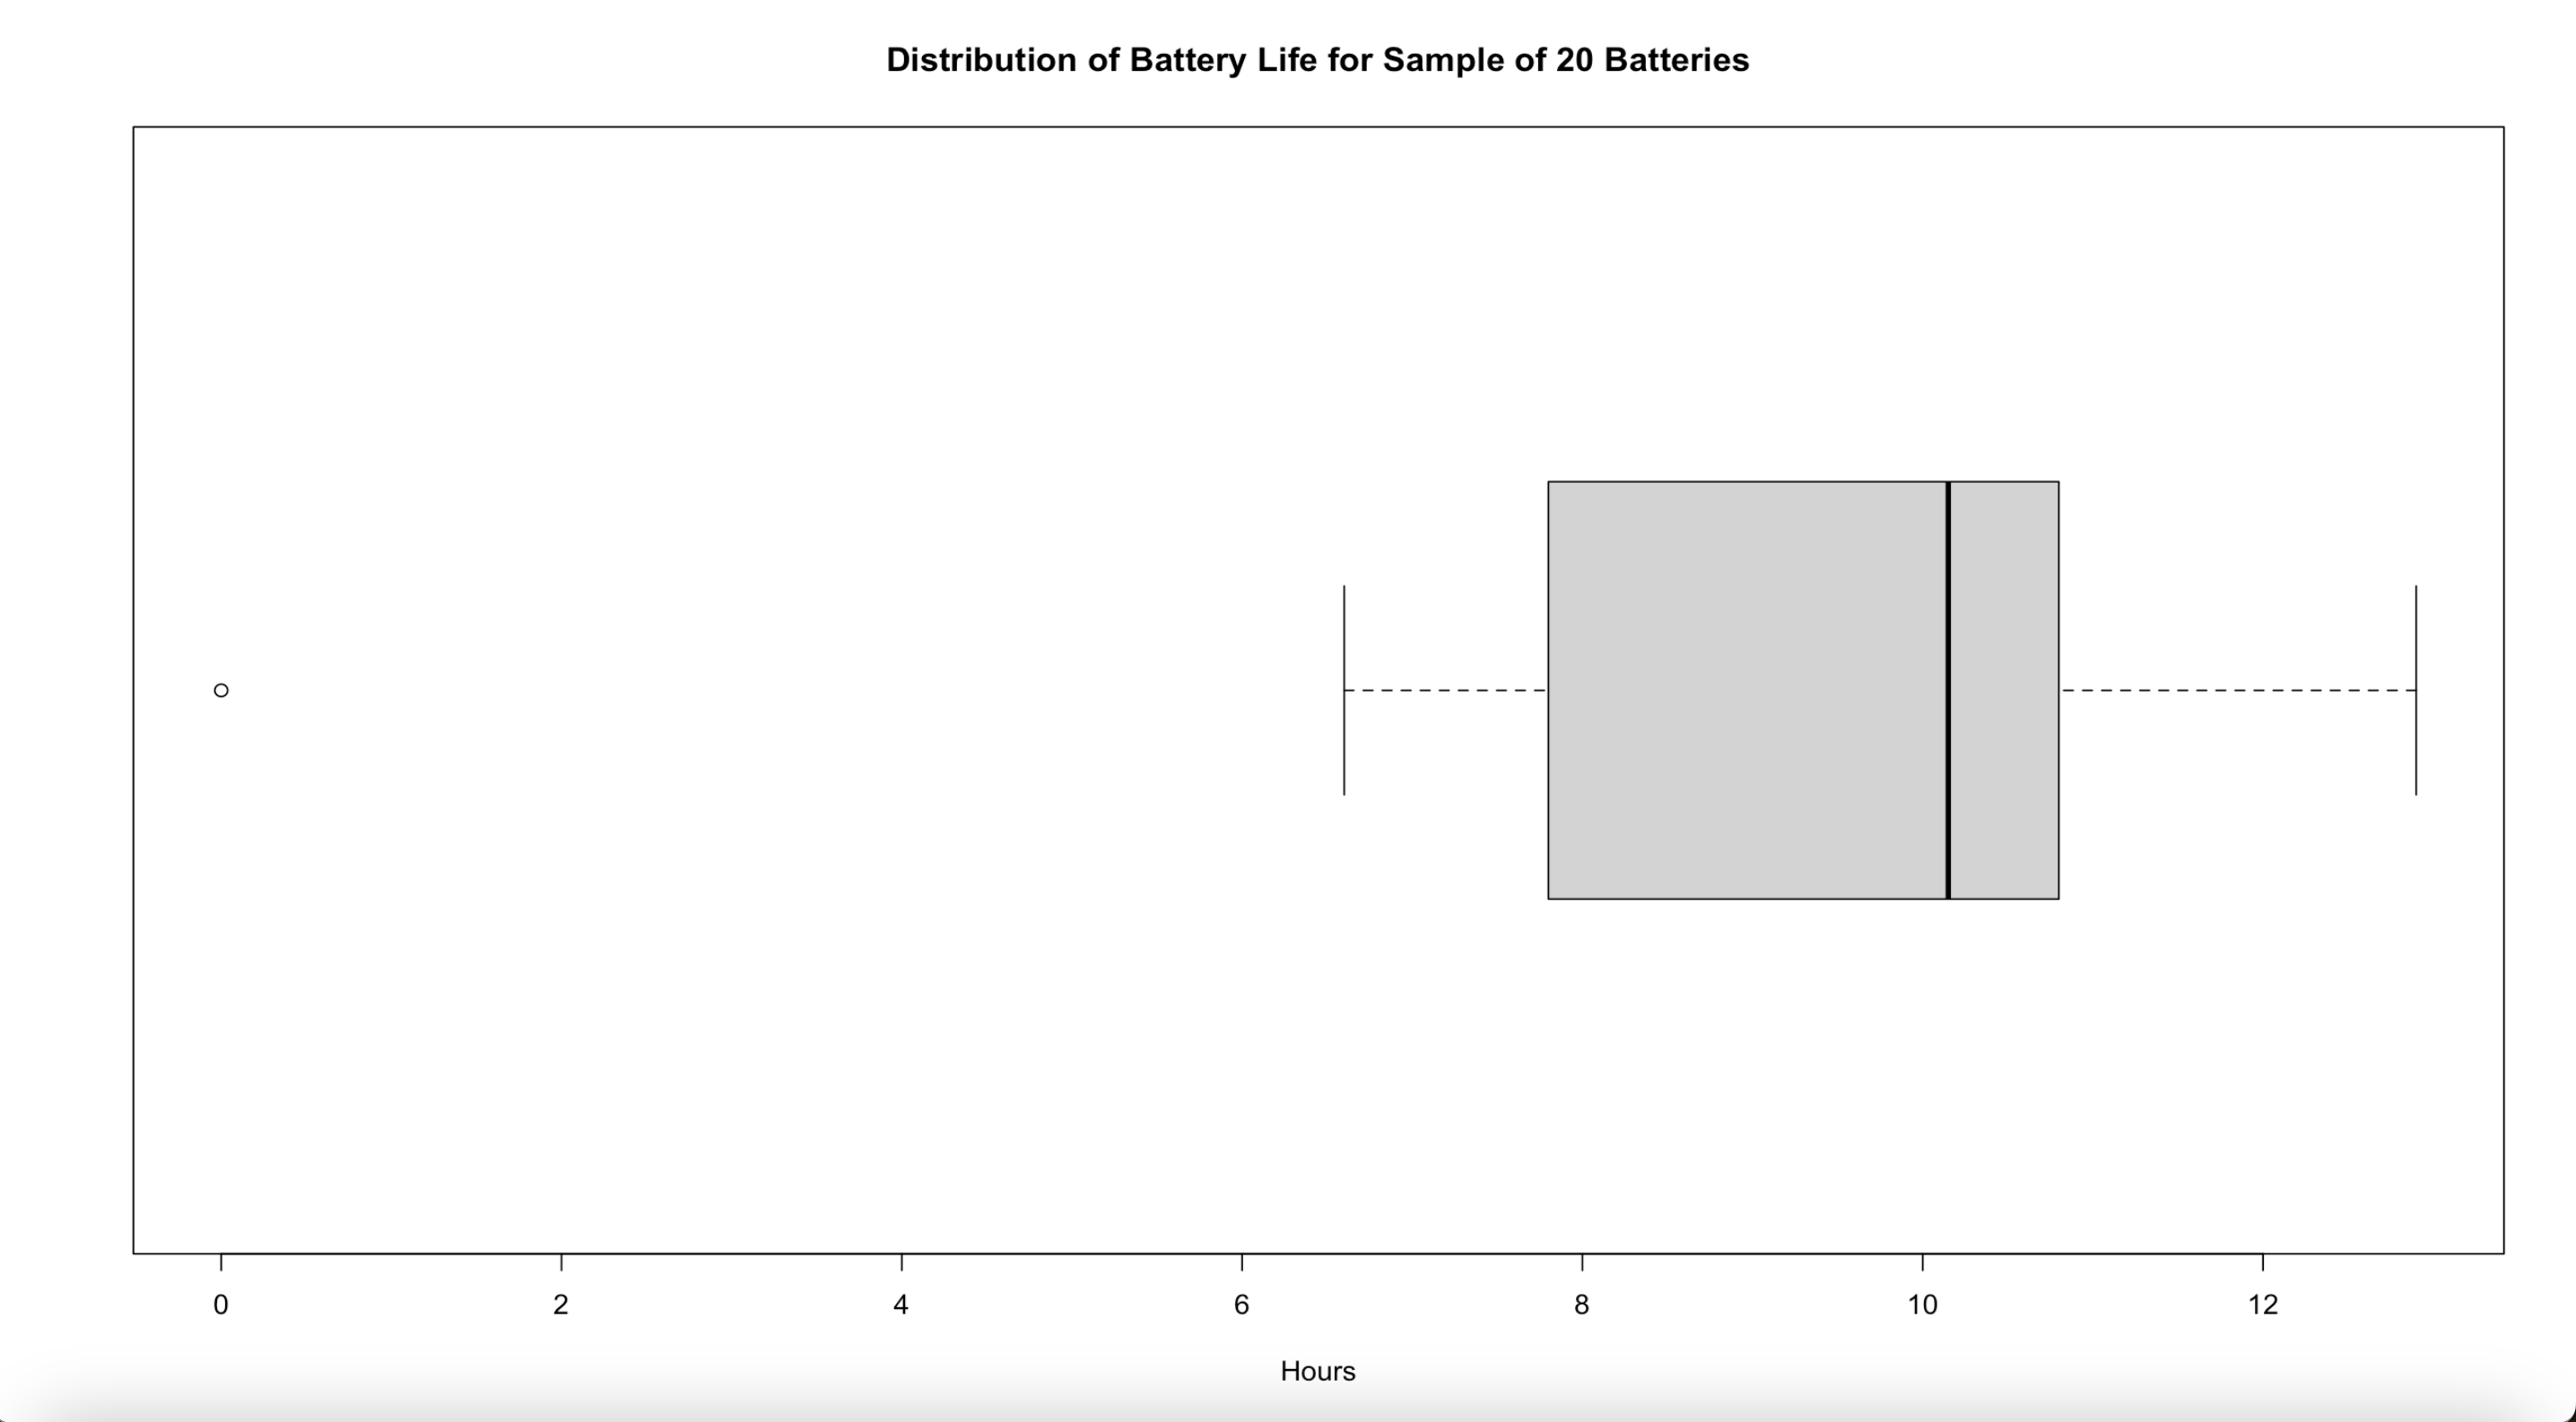 Distribution of Battery Life for Sample of 20 Batteries
0 2 4 6 8 10 12
Hours